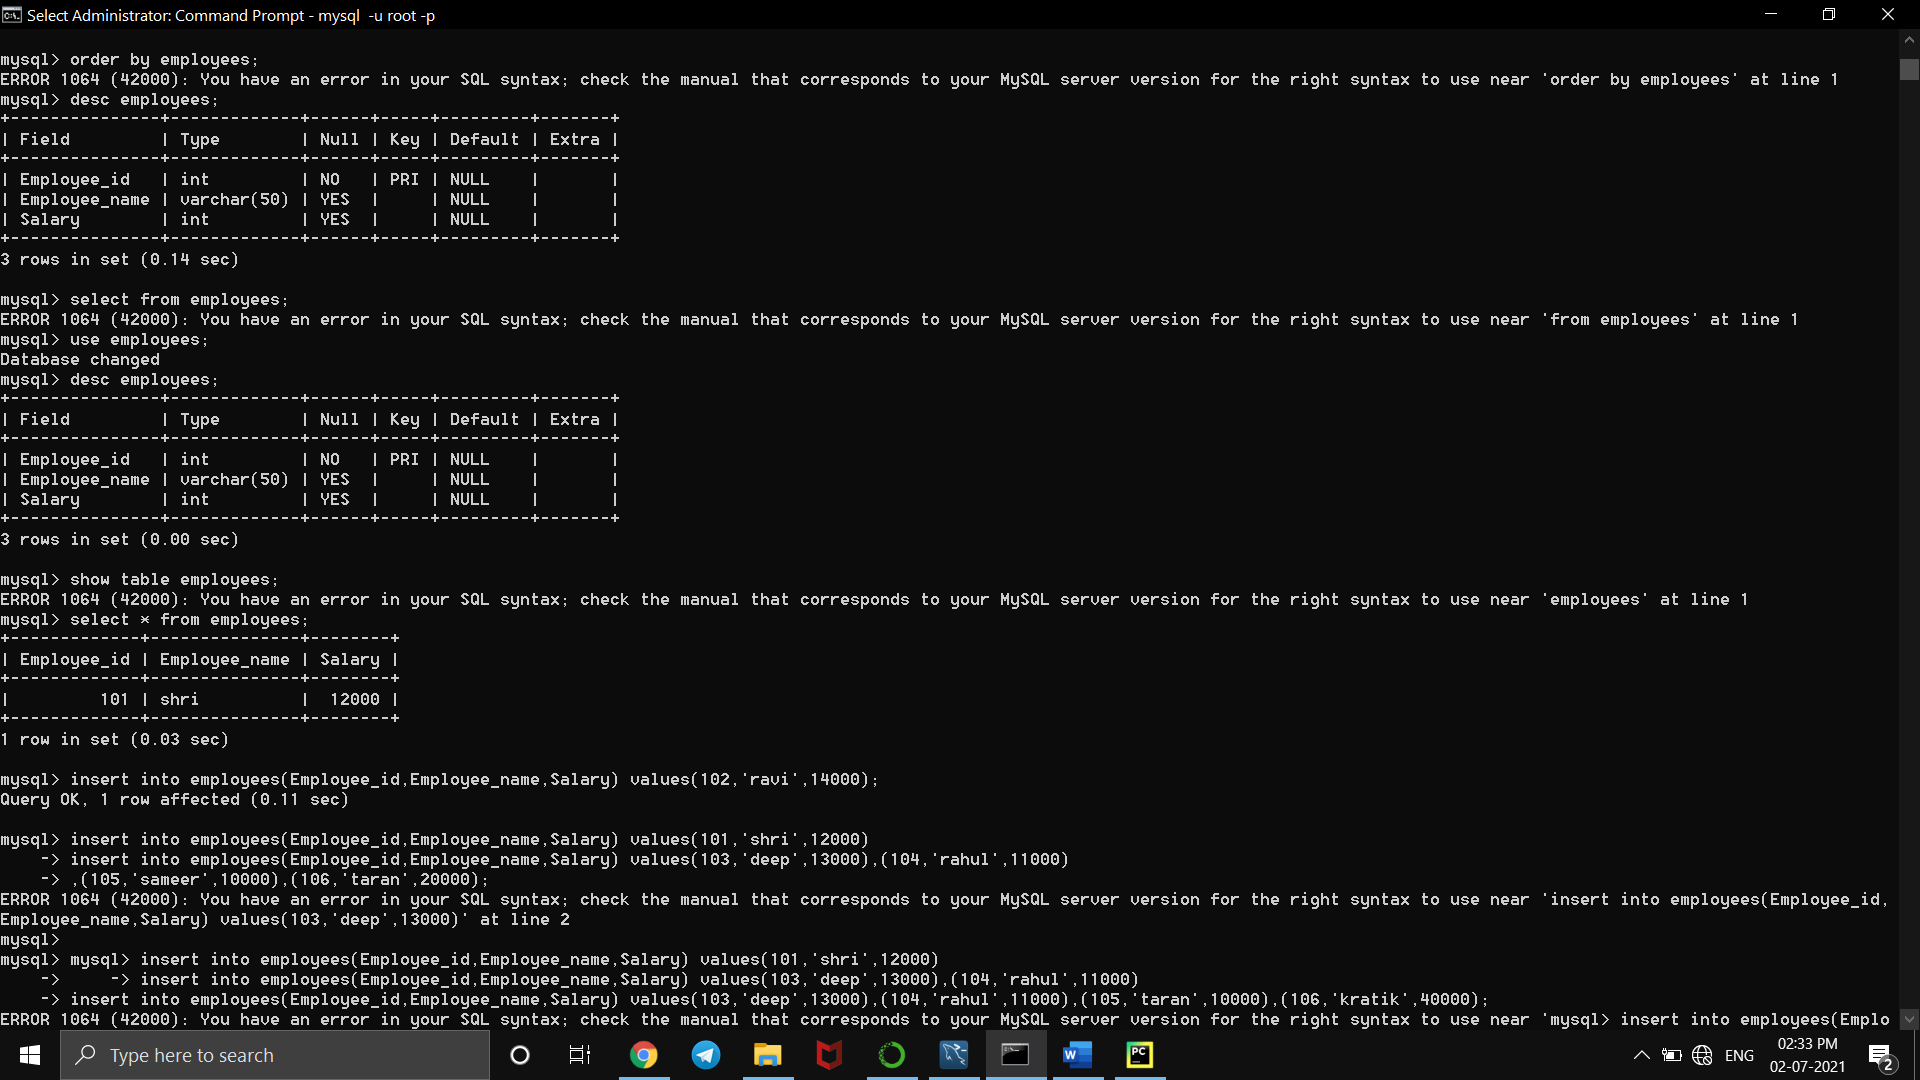 Select Administrator: Command Prompt - mysql  -u root -p
mysql> order by employees;
ERROR 1064 (42000): You have an error in your SQL syntax; check the manual that corresponds to your MySQL server version for the right syntax to use near 'order by employees' at line 1
mysql> desc employees;
+---------------+-------------+------+-----+---------+-------+
| Field         | Type        | Null | Key | Default | Extra |
+---------------+-------------+------+-----+---------+-------+
| Employee_id   | int         | NO   | PRI | NULL    |       |
| Employee_name | varchar(50) | YES  |     | NULL    |       |
| Salary        | int         | YES  |     | NULL    |       |
+---------------+-------------+------+-----+---------+-------+
3 rows in set (0.14 sec)
mysql> select from employees;
ERROR 1064 (42000): You have an error in your SQL syntax; check the manual that corresponds to your MySQL server version for the right syntax to use near 'from employees' at line 1
mysql> use employees;
Database changed
mysql> desc employees;
+---------------+-------------+------+-----+---------+-------+
| Field         | Type        | Null | Key | Default | Extra |
+---------------+-------------+------+-----+---------+-------+
| Employee_id   | int         | NO   | PRI | NULL    |       |
| Employee_name | varchar(50) | YES  |     | NULL    |       |
| Salary        | int         | YES  |     | NULL    |       |
+---------------+-------------+------+-----+---------+-------+
3 rows in set (0.00 sec)
mysql> show table employees;
ERROR 1064 (42000): You have an error in your SQL syntax; check the manual that corresponds to your MySQL server version for the right syntax to use near 'employees' at line 1
mysql> select * from employees;
+-------------+---------------+--------+
| Employee_id | Employee_name | Salary |
+-------------+---------------+--------+
|         101 | shri          |  12000 |
+-------------+---------------+--------+
1 row in set (0.03 sec)
mysql> insert into employees(Employee_id,Employee_name,Salary) values(102,'ravi',14000);
Query OK, 1 row affected (0.11 sec)
mysql> insert into employees(Employee_id,Employee_name,Salary) values(101,'shri',12000)
    -> insert into employees(Employee_id,Employee_name,Salary) values(103,'deep',13000),(104,'rahul',11000)
    -> ,(105,'sameer',10000),(106,'taran',20000);
ERROR 1064 (42000): You have an error in your SQL syntax; check the manual that corresponds to your MySQL server version for the right syntax to use near 'insert into employees(Employee_id,
Employee_name,Salary) values(103,'deep',13000)' at line 2
mysql>
mysql> mysql> insert into employees(Employee_id,Employee_name,Salary) values(101,'shri',12000)
    ->     -> insert into employees(Employee_id,Employee_name,Salary) values(103,'deep',13000),(104,'rahul',11000)
    -> insert into employees(Employee_id,Employee_name,Salary) values(103,'deep',13000),(104,'rahul',11000),(105,'taran',10000),(106,'kratik',40000);
ERROR 1064 (42000): You have an error in your SQL syntax; check the manual that corresponds to your MySQL server version for the right syntax to use near 'mysql> insert into employees(Emplo
Type here to search
W
PC
ENG
02:33 PM
02-07-2021
2